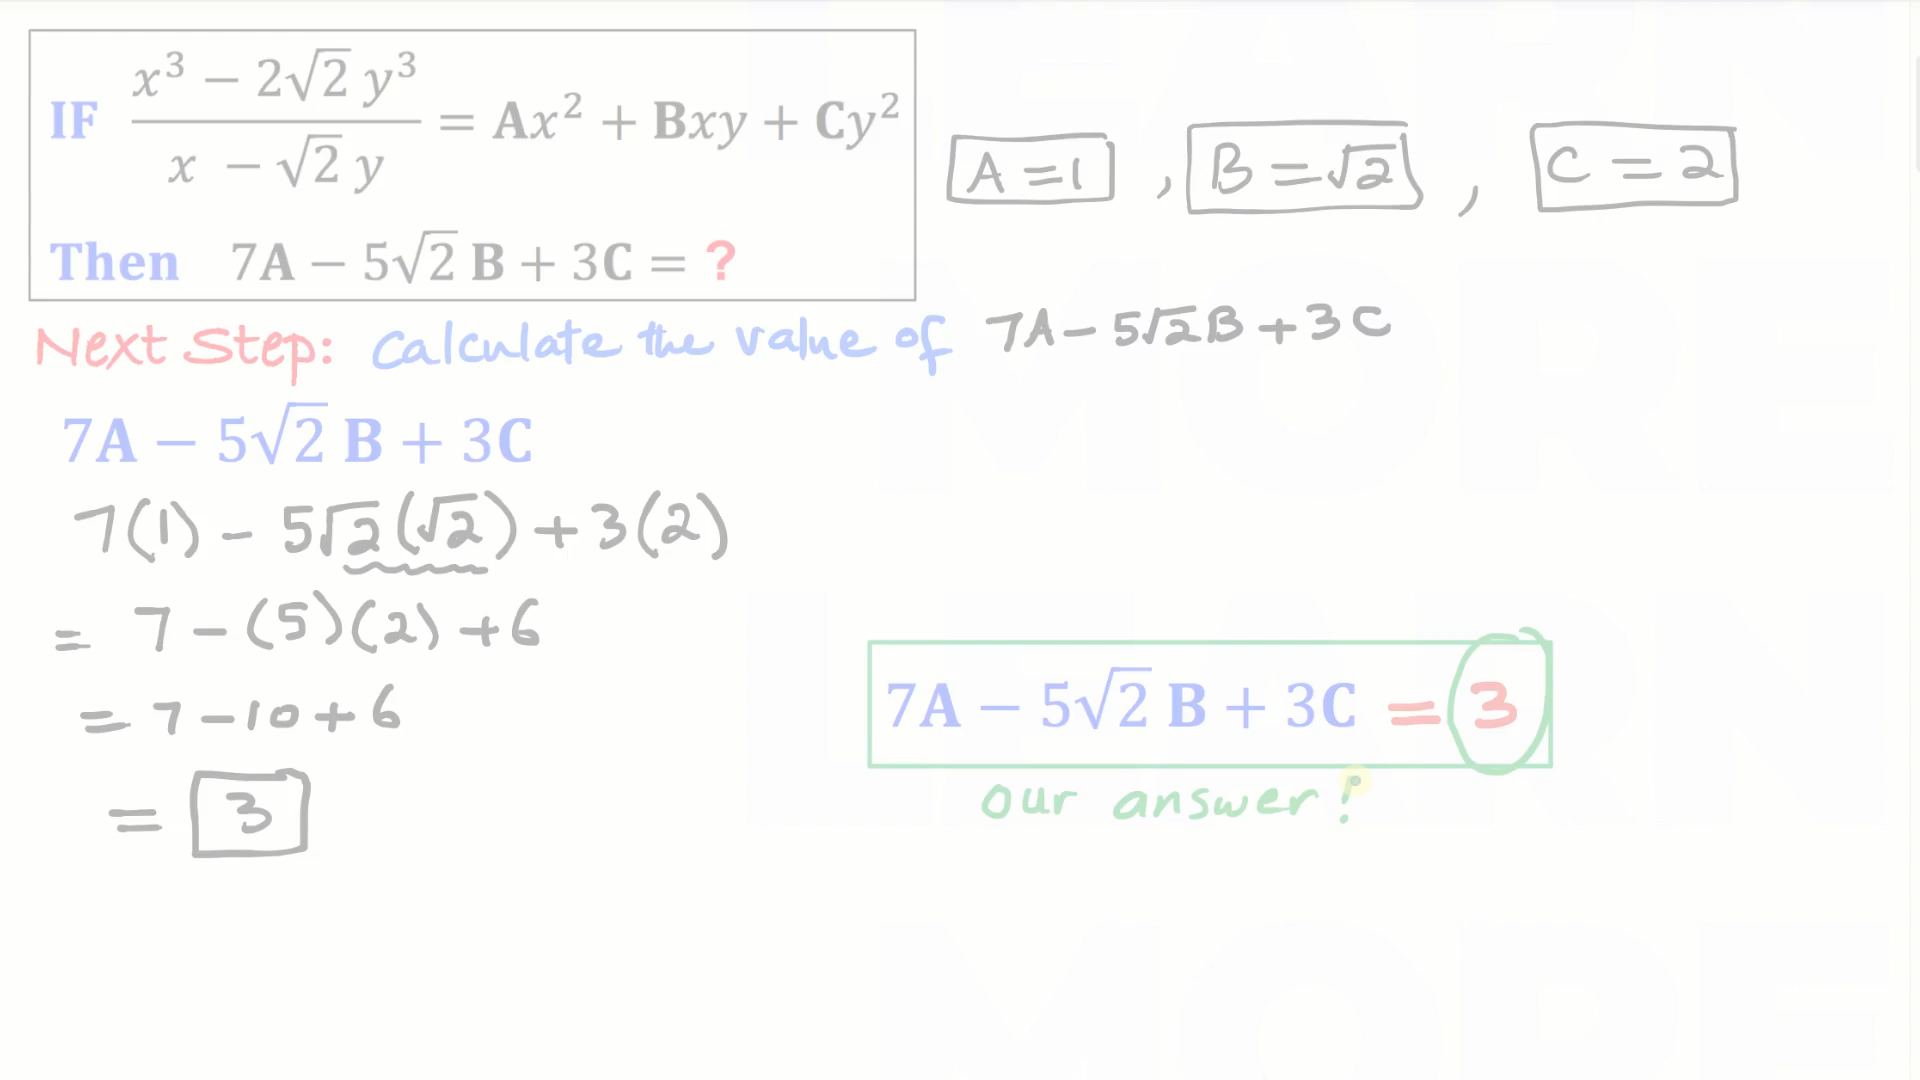 IF (x³ − 2√2 y³)/(x − √2 y) = Ax² + Bxy + Cy²
Then 7A − 5√2 B + 3C = ?
A = 1 , B = √2 , C = 2
Next Step: Calculate the value of 7A − 5√2B + 3C
7A − 5√2 B + 3C
7(1) − 5√2(√2) + 3(2)
= 7 − (5)(2) + 6
= 7 − 10 + 6
= 3
7A − 5√2 B + 3C = 3
our answer!